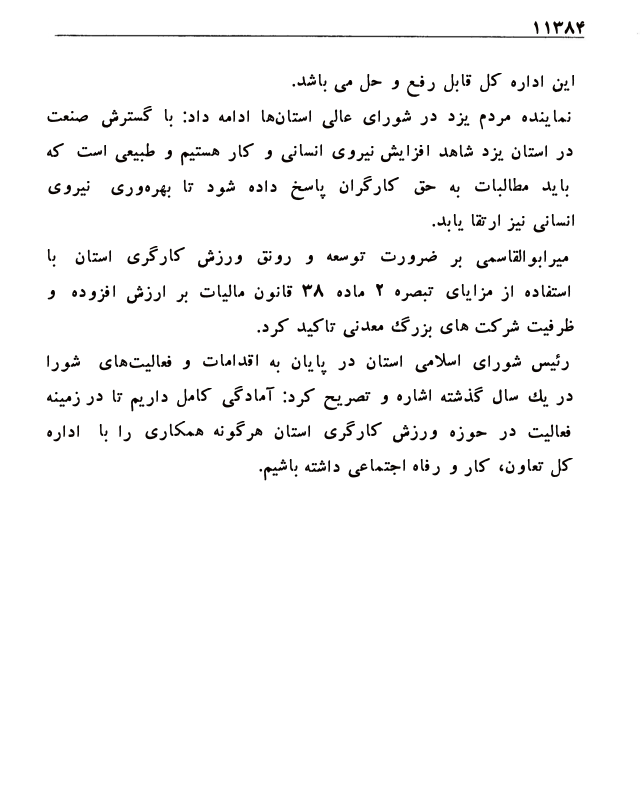 ۱۱۳۸۴
این اداره کل قابل رفع و حل می باشد.
نماینده مردم یزد در شورای عالی استان‌ها ادامه داد: با گسترش صنعت
در استان یزد شاهد افزایش نیروی انسانی و کار هستیم و طبیعی است که
باید مطالبات به حق کارگران پاسخ داده شود تا بهره‌وری نیروی
انسانی نیز ارتقا یابد.
میرابوالقاسمی بر ضرورت توسعه و رونق ورزش کارگری استان با
استفاده از مزایای تبصره ۲ ماده ۳۸ قانون مالیات بر ارزش افزوده و
ظرفیت شرکت های بزرگ معدنی تاکید کرد.
رئیس شورای اسلامی استان در پایان به اقدامات و فعالیت‌های شورا
در یك سال گذشته اشاره و تصریح کرد: آمادگی کامل داریم تا در زمینه
فعالیت در حوزه ورزش کارگری استان هرگونه همکاری را با اداره
کل تعاون، کار و رفاه اجتماعی داشته باشیم.